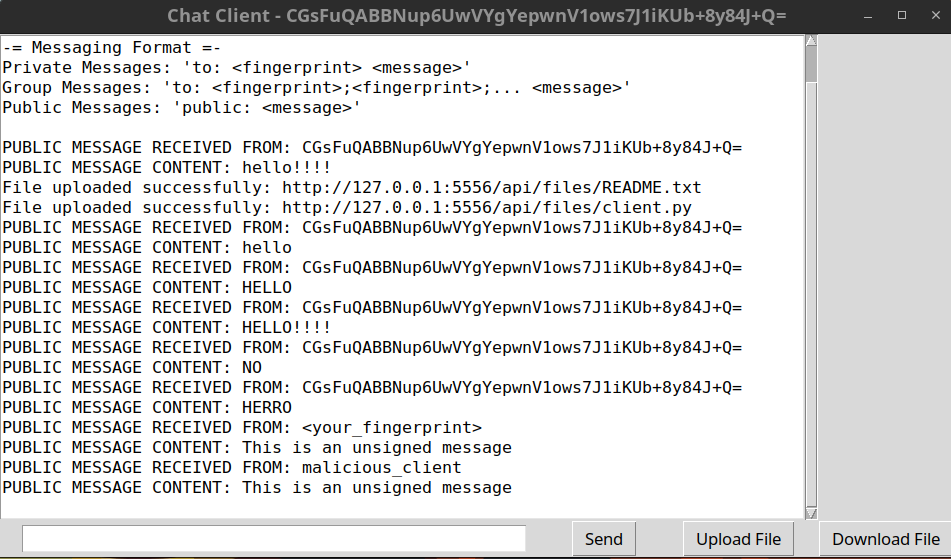 Chat Client - CGsFuQABBNup6UwVYgYepwnV1ows7J1iKUb+8y84J+Q=
-= Messaging Format =-
Private Messages: 'to: <fingerprint> <message>'
Group Messages: 'to: <fingerprint>;<fingerprint>;... <message>'
Public Messages: 'public: <message>'
PUBLIC MESSAGE RECEIVED FROM: CGsFuQABBNup6UwVYgYepwnV1ows7J1iKUb+8y84J+Q=
PUBLIC MESSAGE CONTENT: hello!!!!
File uploaded successfully: http://127.0.0.1:5556/api/files/README.txt
File uploaded successfully: http://127.0.0.1:5556/api/files/client.py
PUBLIC MESSAGE RECEIVED FROM: CGsFuQABBNup6UwVYgYepwnV1ows7J1iKUb+8y84J+Q=
PUBLIC MESSAGE CONTENT: hello
PUBLIC MESSAGE RECEIVED FROM: CGsFuQABBNup6UwVYgYepwnV1ows7J1iKUb+8y84J+Q=
PUBLIC MESSAGE CONTENT: HELLO
PUBLIC MESSAGE RECEIVED FROM: CGsFuQABBNup6UwVYgYepwnV1ows7J1iKUb+8y84J+Q=
PUBLIC MESSAGE CONTENT: HELLO!!!!
PUBLIC MESSAGE RECEIVED FROM: CGsFuQABBNup6UwVYgYepwnV1ows7J1iKUb+8y84J+Q=
PUBLIC MESSAGE CONTENT: NO
PUBLIC MESSAGE RECEIVED FROM: CGsFuQABBNup6UwVYgYepwnV1ows7J1iKUb+8y84J+Q=
PUBLIC MESSAGE CONTENT: HERRO
PUBLIC MESSAGE RECEIVED FROM: <your_fingerprint>
PUBLIC MESSAGE CONTENT: This is an unsigned message
PUBLIC MESSAGE RECEIVED FROM: malicious_client
PUBLIC MESSAGE CONTENT: This is an unsigned message
Send Upload File Download File